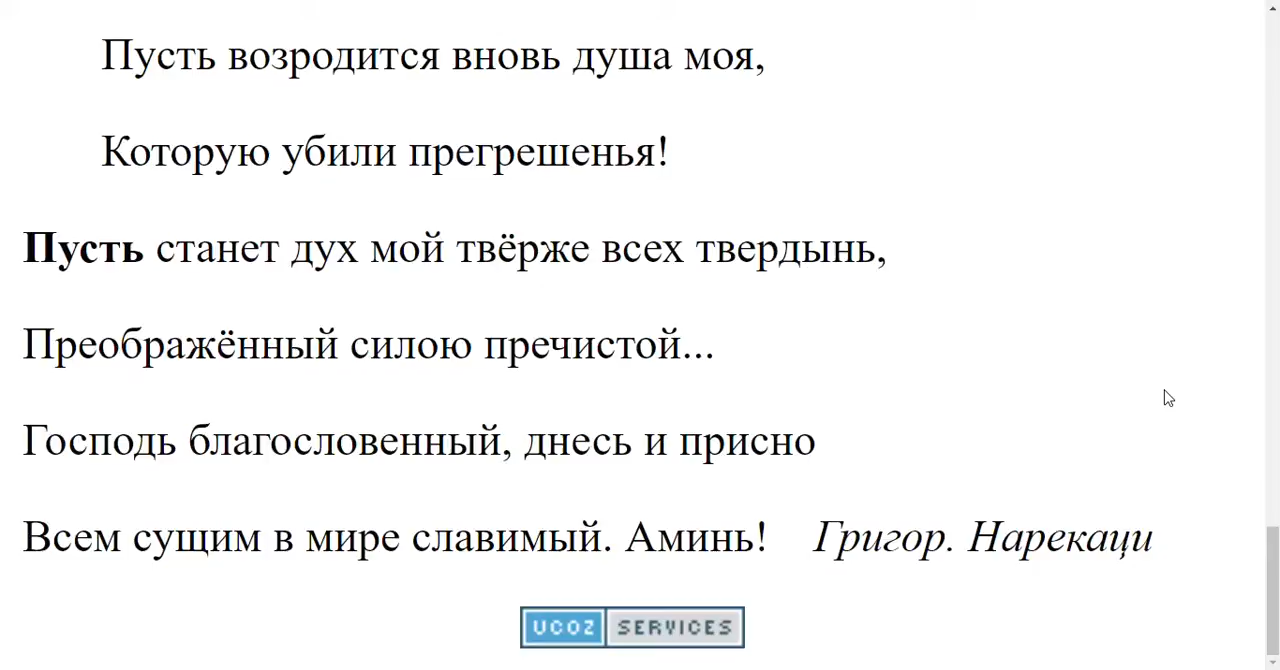 Пусть возродится вновь душа моя,
Которую убили прегрешенья!
Пусть станет дух мой твёрже всех твердынь,
Преображённый силою пречистой...
Господь благословенный, днесь и присно
Всем сущим в мире славимый. Аминь! Григор. Нарекаци
UCOZ SERVICES